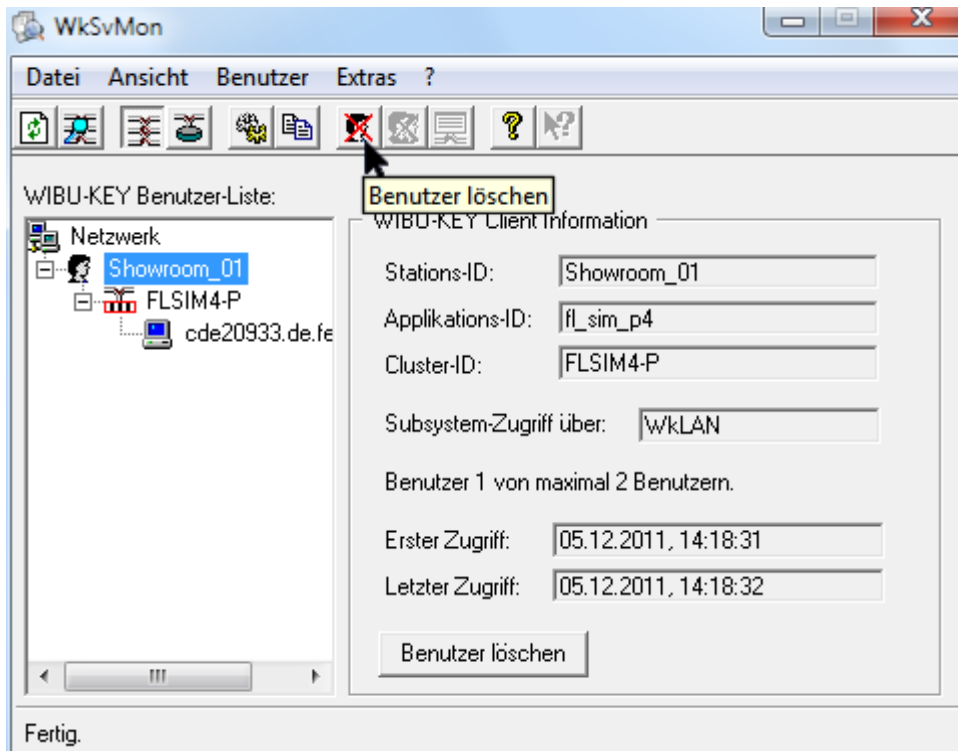 WkSvMon
Datei Ansicht Benutzer Extras ?
Benutzer löschen
WIBU-KEY Benutzer-Liste:
Netzwerk
Showroom_01
FLSIM4-P
cde20933.de.fe
WIBU-KEY Client Information
Stations-ID: Showroom_01
Applikations-ID: fl_sim_p4
Cluster-ID: FLSIM4-P
Subsystem-Zugriff über: WkLAN
Benutzer 1 von maximal 2 Benutzern.
Erster Zugriff: 05.12.2011, 14:18:31
Letzter Zugriff: 05.12.2011, 14:18:32
Benutzer löschen
Fertig.